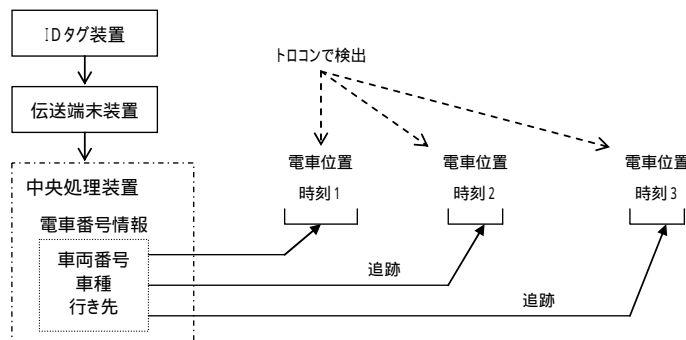 IDタグ装置
トロコンで検出
伝送端末装置
電車位置
電車位置
電車位置
中央処理装置
時刻1
時刻2
時刻3
電車番号情報
車両番号
車種
行き先
追跡
追跡